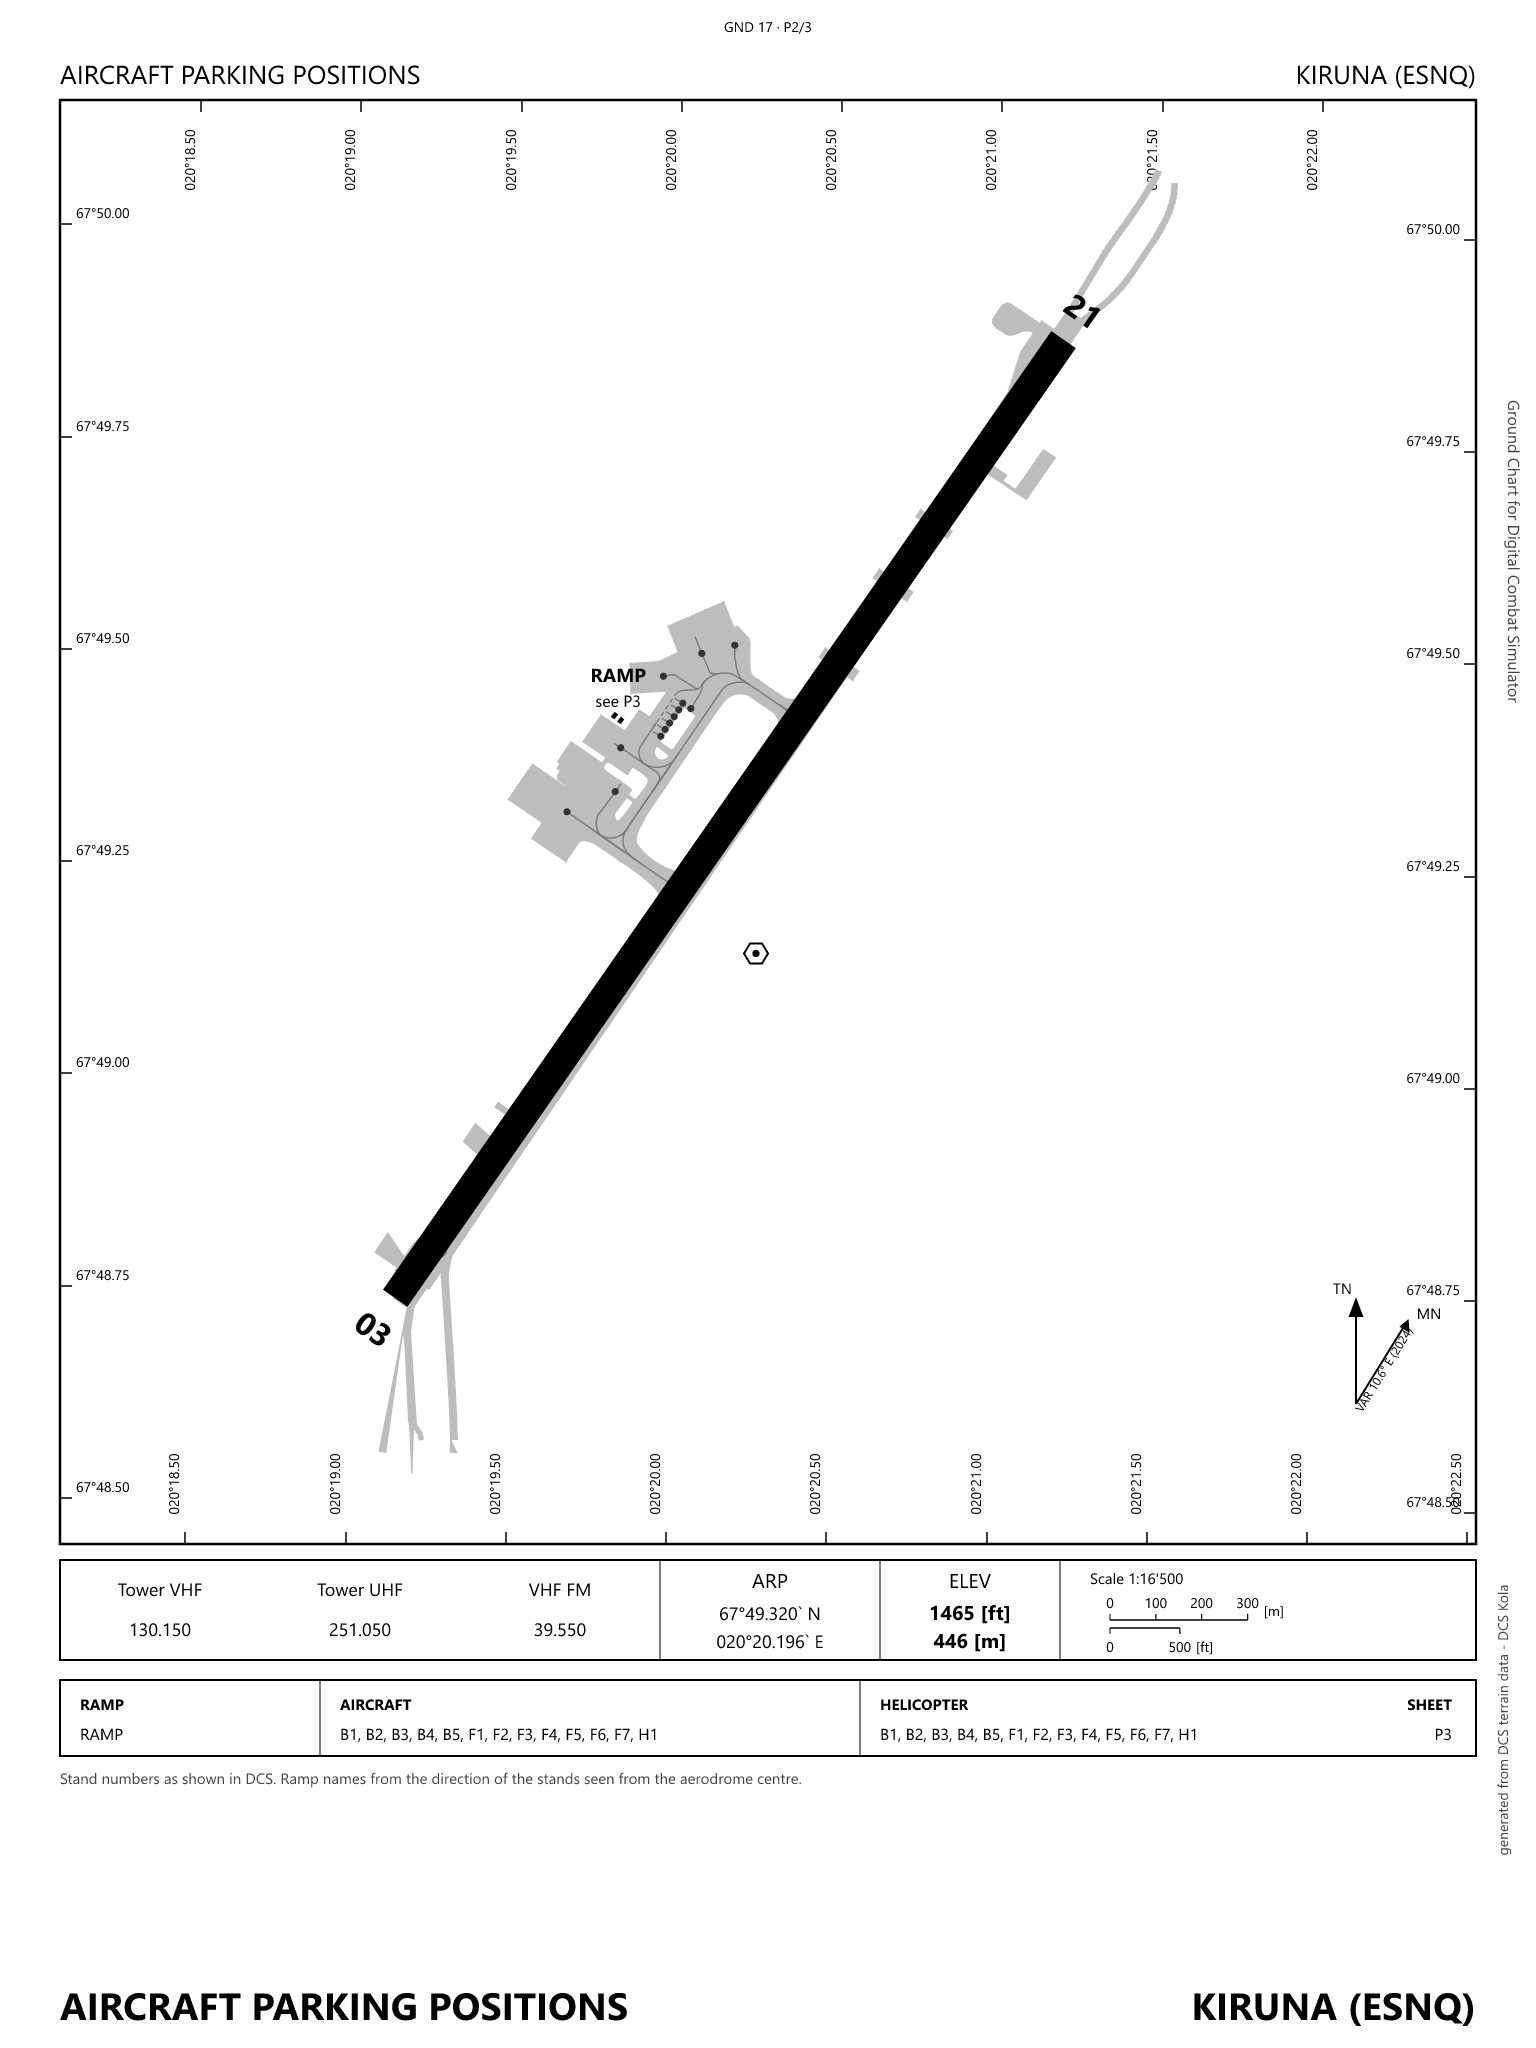 GND 17 · P2/3
AIRCRAFT PARKING POSITIONS
KIRUNA (ESNQ)
020°18.50
020°19.00
020°19.50
020°20.00
020°20.50
020°21.00
020°21.50
020°22.00
67°50.00
67°50.00
21
67°49.75
67°49.75
Ground Chart for Digital Combat Simulator
67°49.50
67°49.50
RAMP
see P3
67°49.25
67°49.25
67°49.00
67°49.00
67°48.75
67°48.75
TN
MN
VAR 10.6° E (2024)
03
67°48.50
67°48.50
020°18.50
020°19.00
020°19.50
020°20.00
020°20.50
020°21.00
020°21.50
020°22.00
020°22.50
Tower VHF
130.150
Tower UHF
251.050
VHF FM
39.550
ARP
67°49.320` N
020°20.196` E
ELEV
1465 [ft]
446 [m]
Scale 1:16'500
0 100 200 300 [m]
0 500 [ft]
RAMP AIRCRAFT HELICOPTER SHEET
RAMP B1, B2, B3, B4, B5, F1, F2, F3, F4, F5, F6, F7, H1 B1, B2, B3, B4, B5, F1, F2, F3, F4, F5, F6, F7, H1 P3
Stand numbers as shown in DCS. Ramp names from the direction of the stands seen from the aerodrome centre.
generated from DCS terrain data - DCS Kola
AIRCRAFT PARKING POSITIONS
KIRUNA (ESNQ)